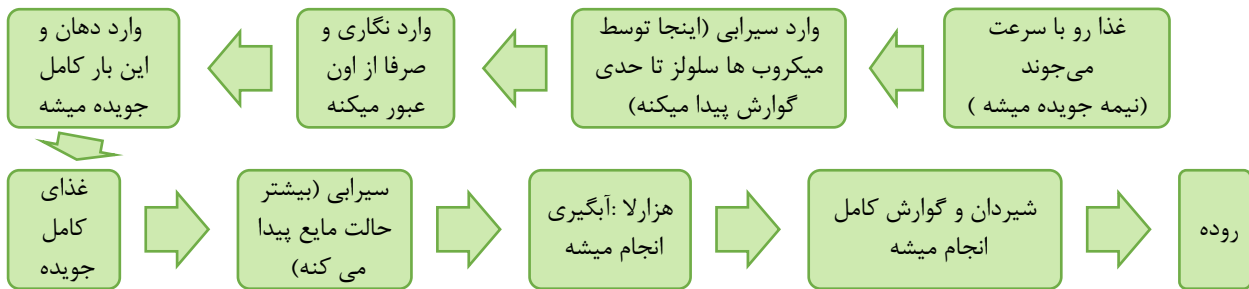 غذا رو با سرعت
می‌جوند
(نیمه جویده میشه )
وارد سیرابی (اینجا توسط
میکروب ها سلولز تا حدی
گوارش پیدا میکنه)
وارد نگاری و
صرفا از اون
عبور میکنه
وارد دهان و
این بار کامل
جویده میشه
غذای
کامل
جویده
سیرابی (بیشتر
حالت مایع پیدا
می کنه)
هزارلا :آبگیری
انجام میشه
شیردان و گوارش کامل
انجام میشه
روده